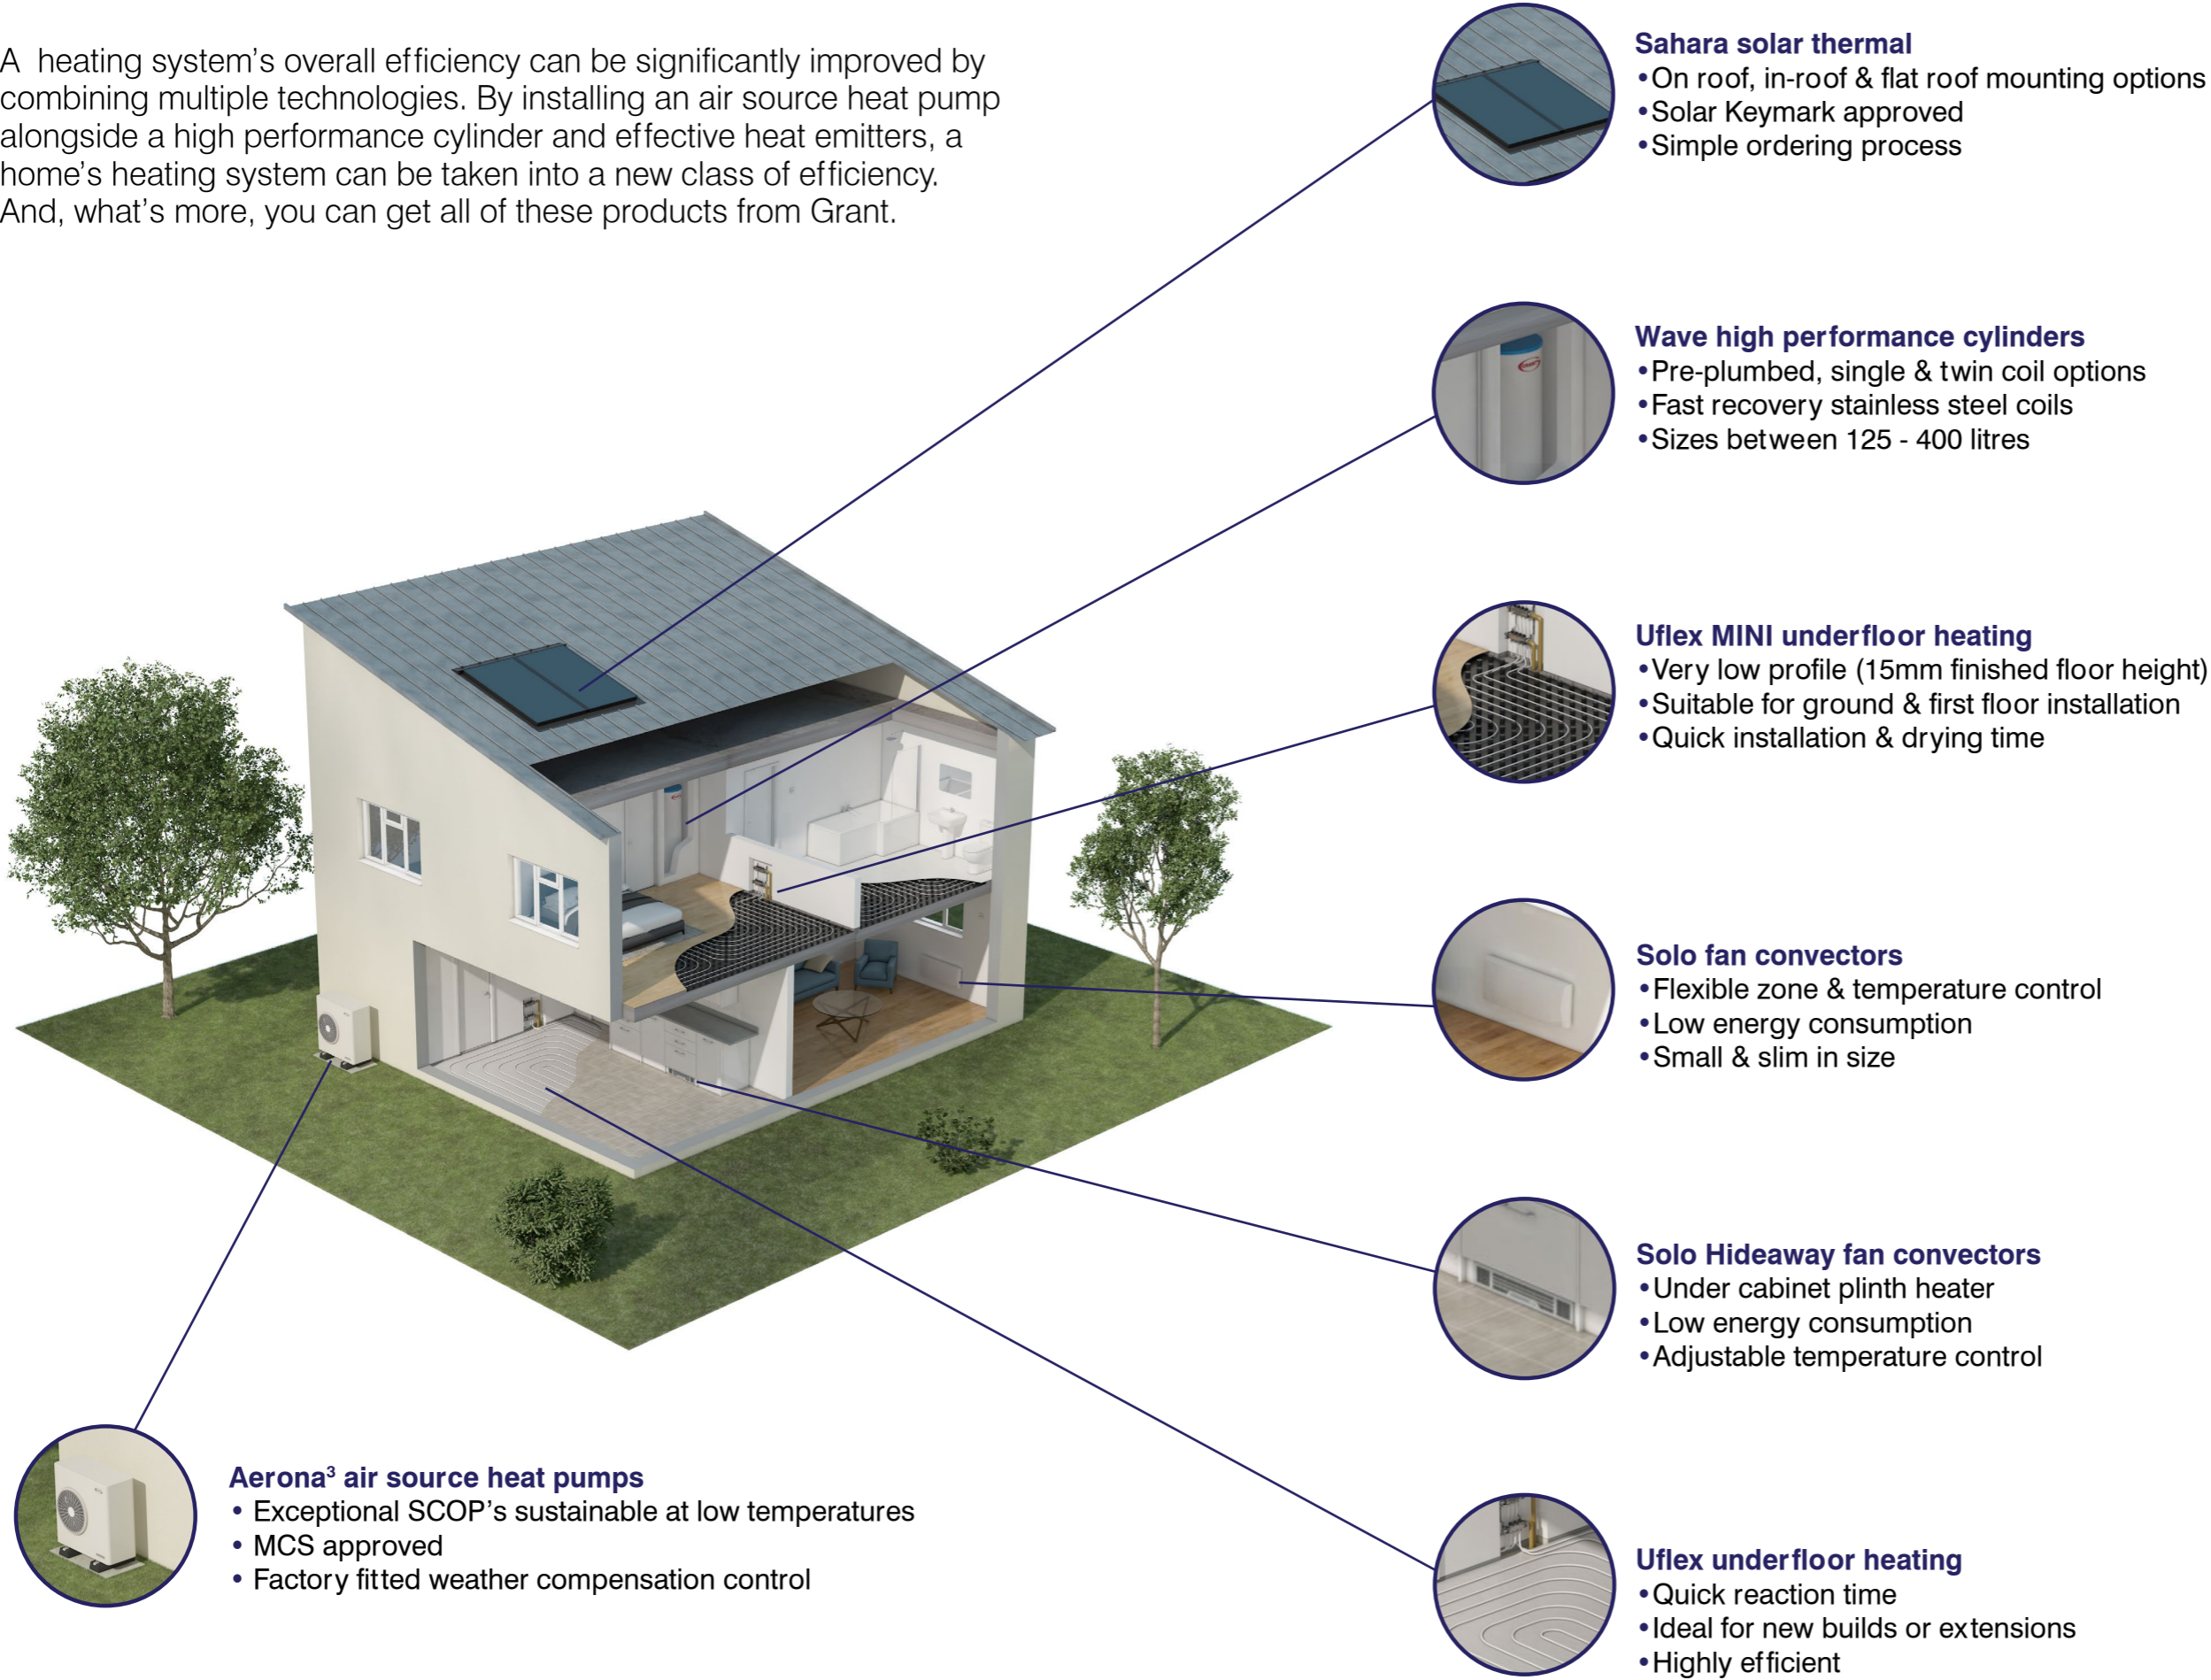 A heating system's overall efficiency can be significantly improved by
combining multiple technologies. By installing an air source heat pump
alongside a high performance cylinder and effective heat emitters, a
home's heating system can be taken into a new class of efficiency.
And, what's more, you can get all of these products from Grant.
Sahara solar thermal
•On roof, in-roof & flat roof mounting options
•Solar Keymark approved
•Simple ordering process
Wave high performance cylinders
•Pre-plumbed, single & twin coil options
•Fast recovery stainless steel coils
•Sizes between 125 - 400 litres
Uflex MINI underfloor heating
•Very low profile (15mm finished floor height)
•Suitable for ground & first floor installation
•Quick installation & drying time
Solo fan convectors
•Flexible zone & temperature control
•Low energy consumption
•Small & slim in size
Solo Hideaway fan convectors
•Under cabinet plinth heater
•Low energy consumption
•Adjustable temperature control
Aerona³ air source heat pumps
• Exceptional SCOP's sustainable at low temperatures
• MCS approved
• Factory fitted weather compensation control
Uflex underfloor heating
•Quick reaction time
•Ideal for new builds or extensions
•Highly efficient